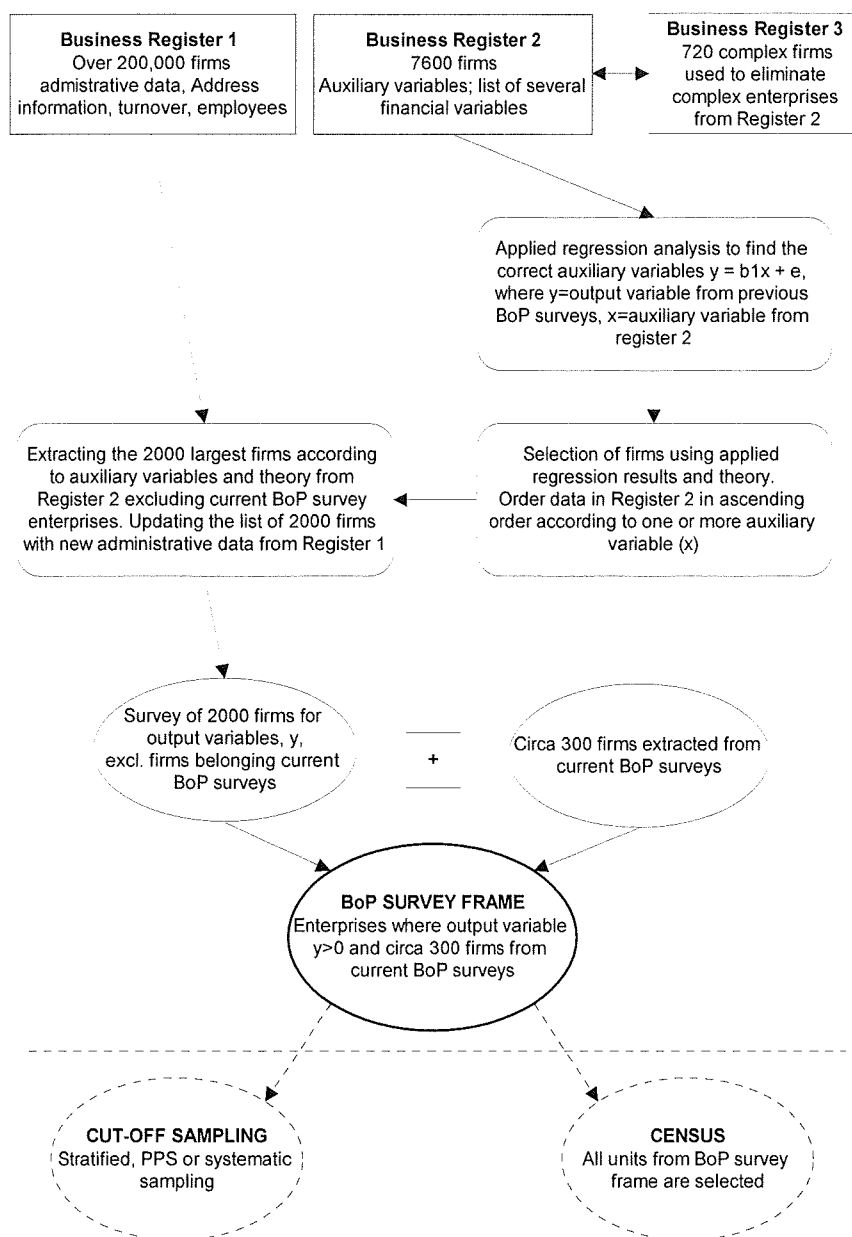 Business Register 1
Over 200,000 firms
admistrative data, Address
information, turnover, employees
Business Register 2
7600 firms
Auxiliary variables; list of several
financial variables
Business Register 3
720 complex firms
used to eliminate
complex enterprises
from Register 2
Applied regression analysis to find the
correct auxiliary variables y = b1x + e,
where y=output variable from previous
BoP surveys, x=auxiliary variable from
register 2
Extracting the 2000 largest firms according
to auxiliary variables and theory from
Register 2 excluding current BoP survey
enterprises. Updating the list of 2000 firms
with new administrative data from Register 1
Selection of firms using applied
regression results and theory.
Order data in Register 2 in ascending
order according to one or more auxiliary
variable (x)
Survey of 2000 firms for
output variables, y,
excl. firms belonging current
BoP surveys
+
Circa 300 firms extracted from
current BoP surveys
BoP SURVEY FRAME
Enterprises where output variable
y>0 and circa 300 firms from
current BoP surveys
CUT-OFF SAMPLING
Stratified, PPS or systematic
sampling
CENSUS
All units from BoP survey
frame are selected